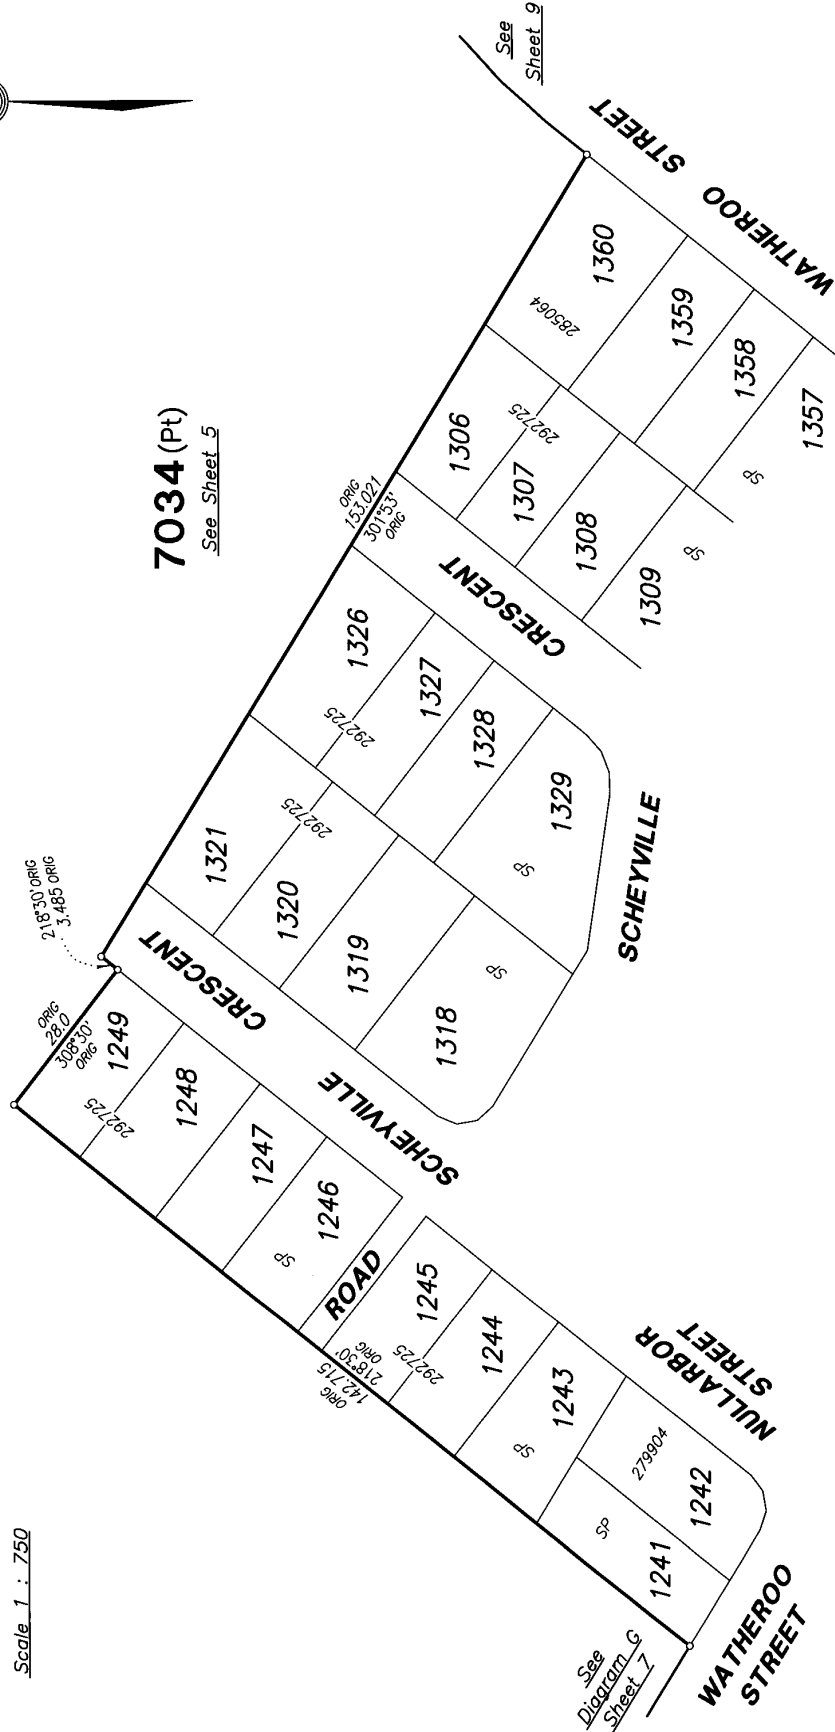 Scale 1 : 750
7034 (Pt)
See Sheet 5
See
Sheet 9
WATHEROO STREET
1360
285064
1359
1358
1357
SP
1306
292725
1307
1308
1309
SP
ORIG
153.021
301°53'
ORIG
CRESCENT
1326
292725
1327
1328
1329
SP
SCHEYVILLE
1321
292725
1320
1319
1318
SP
218°30' ORIG
3.485 ORIG
CRESCENT
SCHEYVILLE
ORIG
28.0
308°30'
ORIG
1249
292725
1248
1247
1246
SP
ROAD
ORIG
142.715
218°30'
ORIG
1245
292725
1244
1243
SP
NULLARBOR
STREET
279904
1242
SP
1241
WATHEROO
STREET
See
Diagram G
Sheet 7